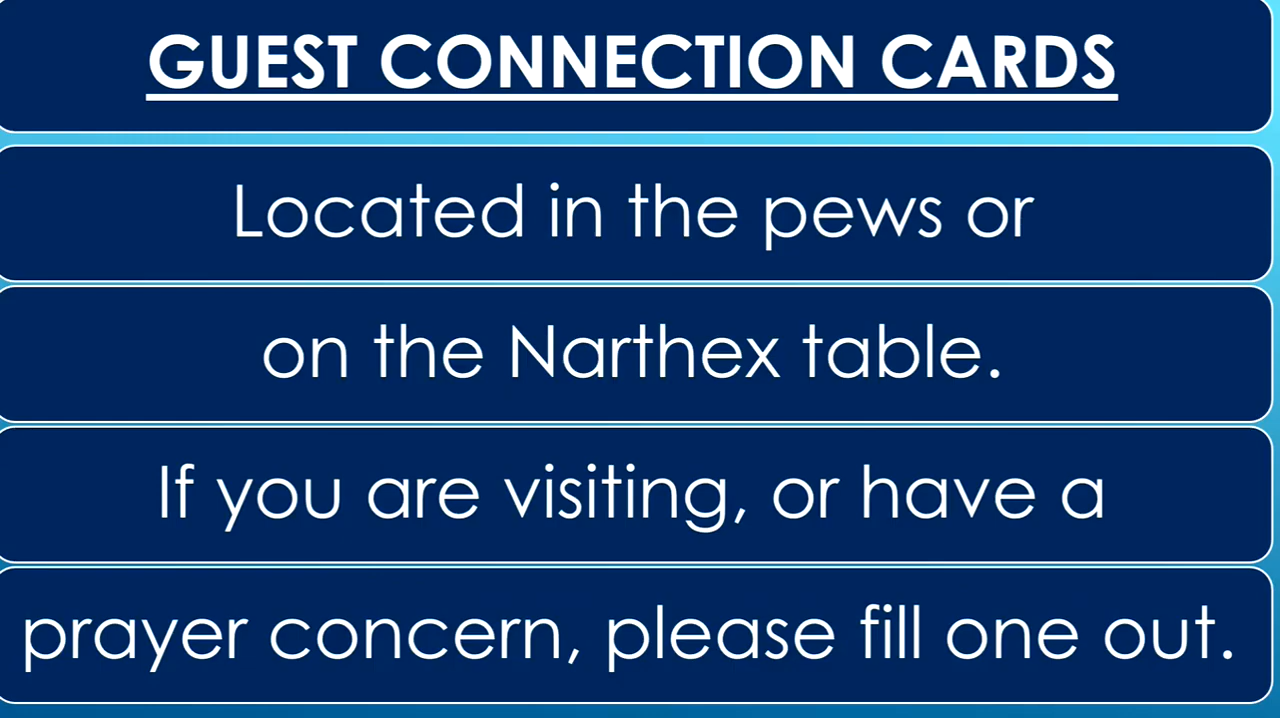 GUEST CONNECTION CARDS
Located in the pews or
on the Narthex table.
If you are visiting, or have a
prayer concern, please fill one out.